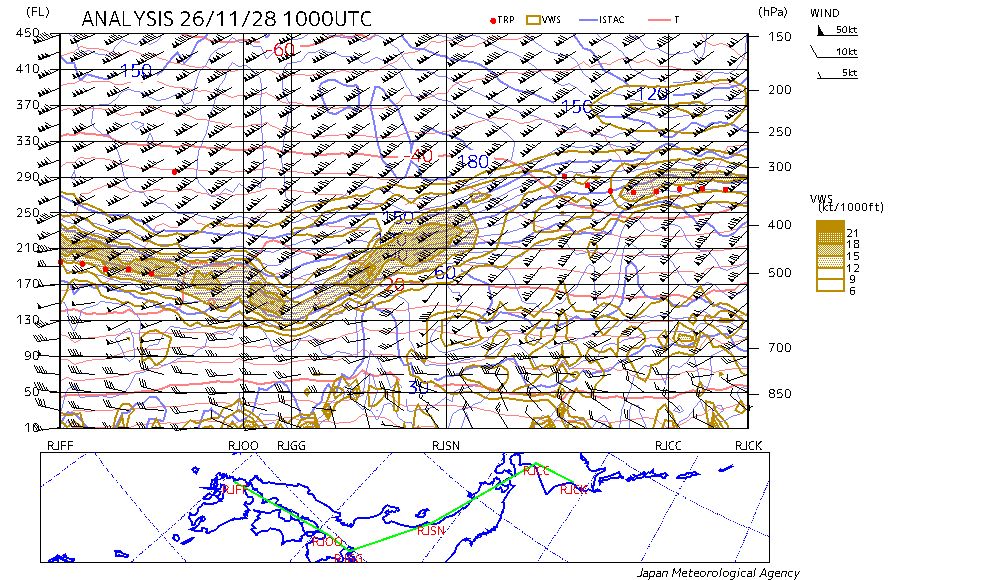 (FL)
ANALYSIS 26/11/28 1000UTC
TRP VWS ISTAC T
(hPa)
WIND
450
410
370
330
290
250
210
170
130
90
50
10
150
200
250
300
400
500
700
850
50kt
10kt
5kt
-60
150
150
-120
-40
180
150
60
-20
VWS
(kt/1000ft)
21
18
15
12
9
6
RJFF RJOO RJGG RJSN RJCC RJCK
RJFF
RJOO
RJSN
RJCC
RJCK
Japan Meteorological Agency